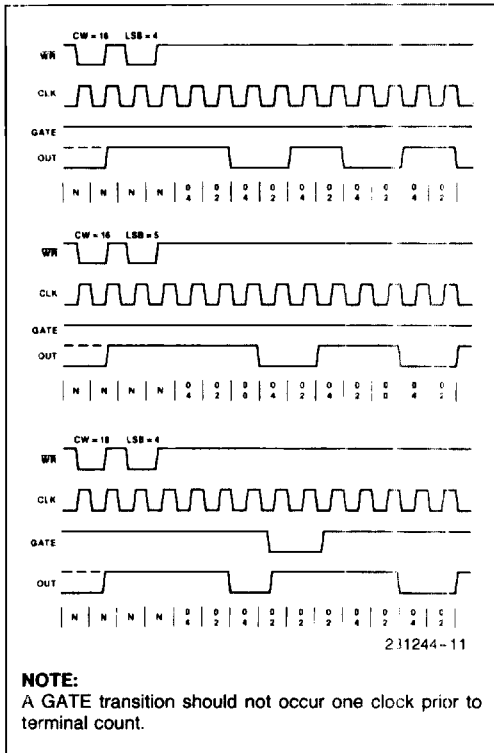 CW = 16 LSB = 4
WR
CLK
GATE
OUT
N N N N 0 0 0 0 0 0 0 0 0 0
4 2 4 2 4 2 4 2 4 2
CW = 16 LSB = 5
WR
CLK
GATE
OUT
N N N N 0 0 0 0 0 0 0 0 0 0
4 2 0 4 2 4 2 0 4 2
CW = 18 LSB = 4
WR
CLK
GATE
OUT
N N N N 0 0 0 0 0 0 0 0 0 0
4 2 4 2 2 2 4 2 4 2
231244-11
NOTE:
A GATE transition should not occur one clock prior to
terminal count.